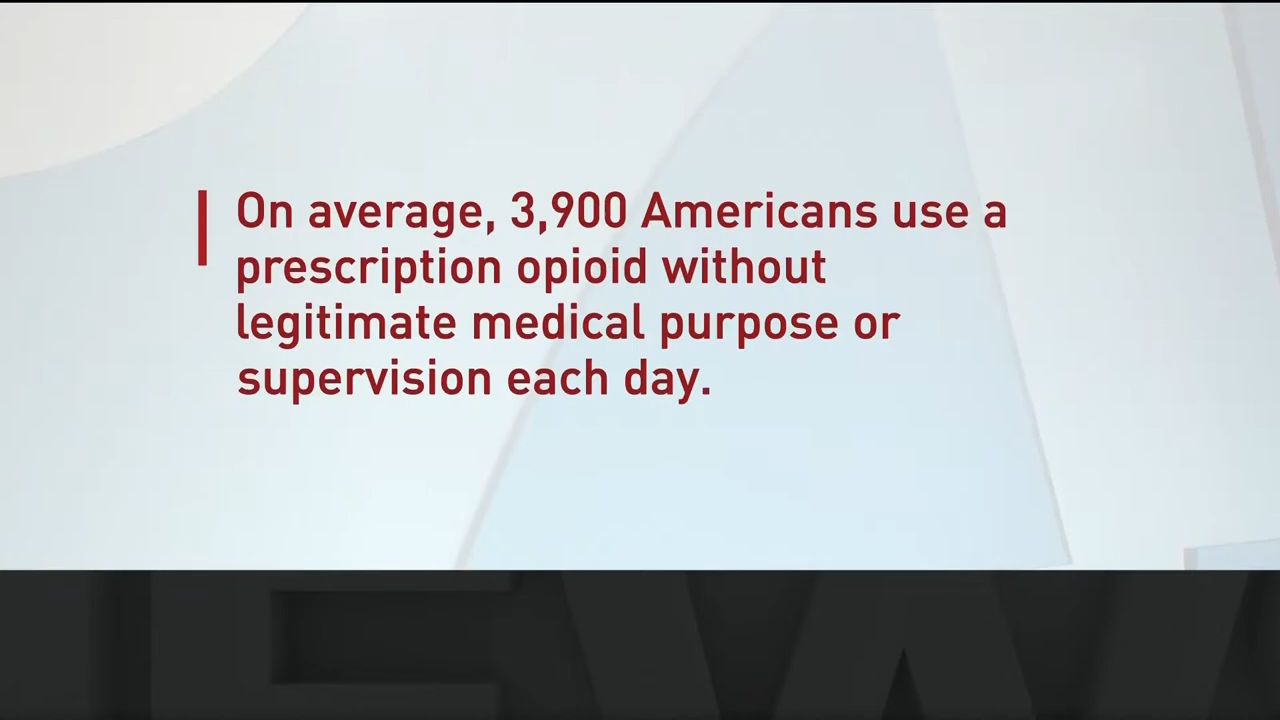 On average, 3,900 Americans use a
prescription opioid without
legitimate medical purpose or
supervision each day.